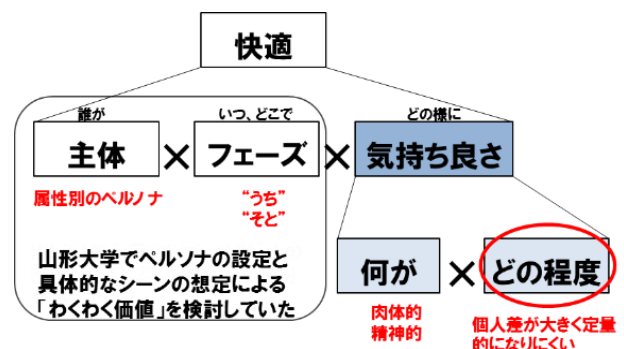 快適
誰が
いつ、どこで
どの様に
主体
×
フェーズ
×
気持ち良さ
属性別のペルソナ
“うち”
“そと”
山形大学でペルソナの設定と
具体的なシーンの想定による
「わくわく価値」を検討していた
何が
×
どの程度
肉体的
精神的
個人差が大きく定量
的になりにくい